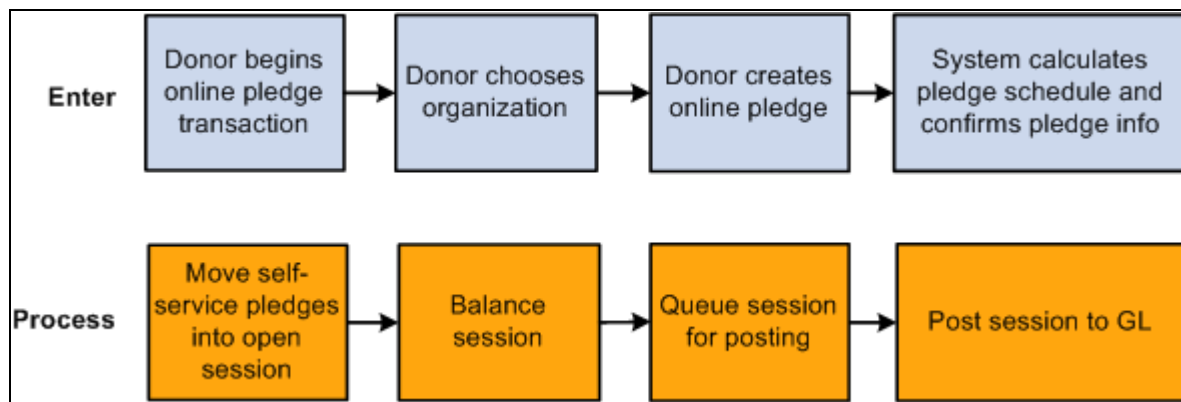 Enter
Donor begins
online pledge
transaction
Donor chooses
organization
Donor creates
online pledge
System calculates
pledge schedule and
confirms pledge info
Process
Move self-
service pledges
into open
session
Balance
session
Queue session
for posting
Post session to GL